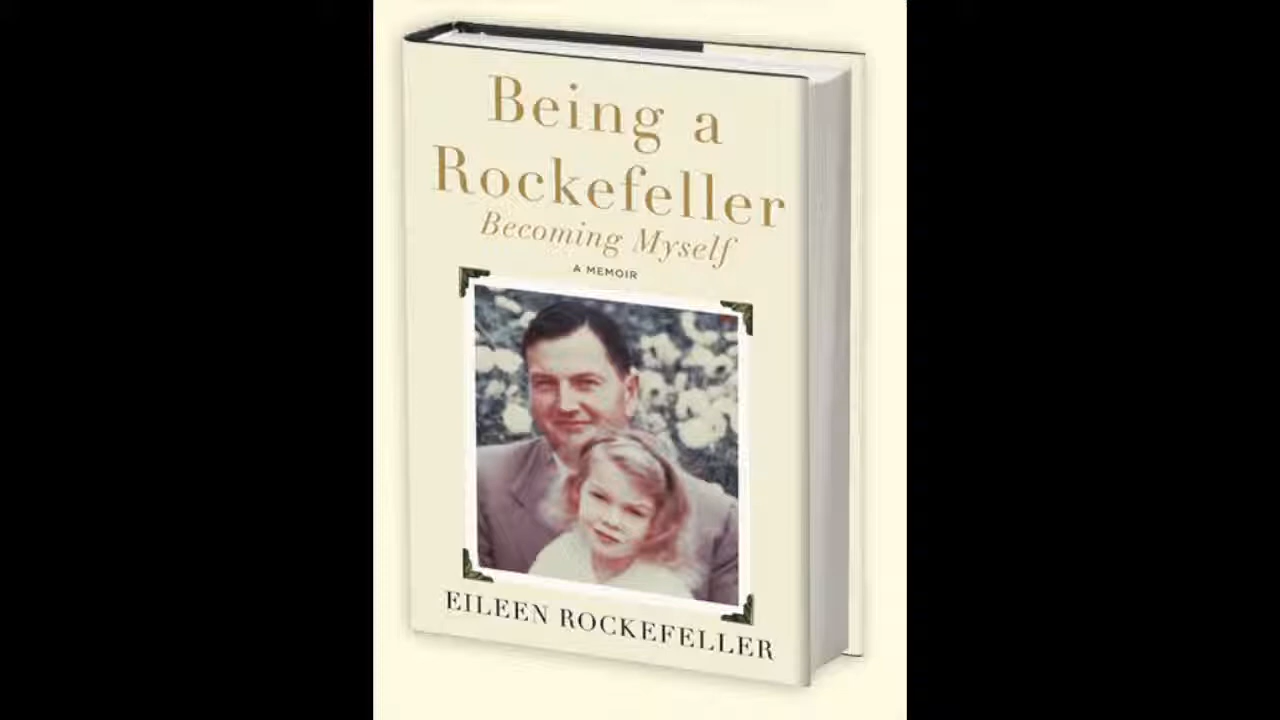 Being a
Rockefeller
Becoming Myself
A MEMOIR
EILEEN ROCKEFELLER